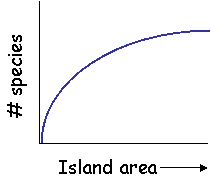 # species
Island area